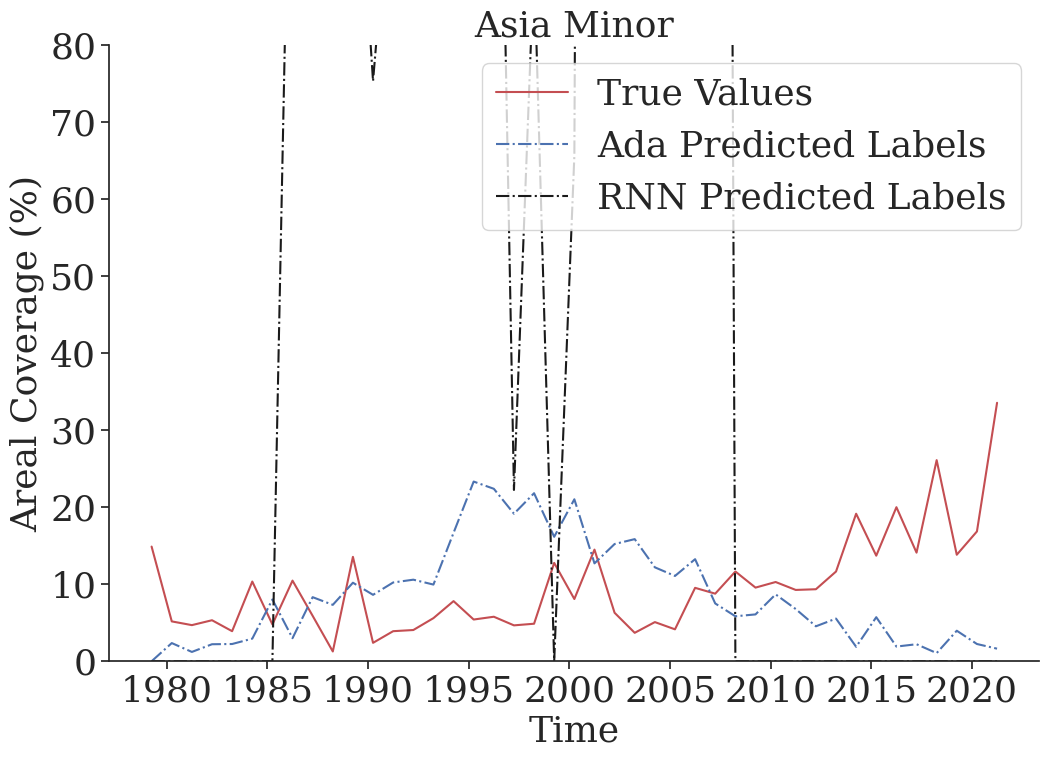 Asia Minor
True Values
Ada Predicted Labels
RNN Predicted Labels
Areal Coverage (%)
80
70
60
50
40
30
20
10
0
1980 1985 1990 1995 2000 2005 2010 2015 2020
Time